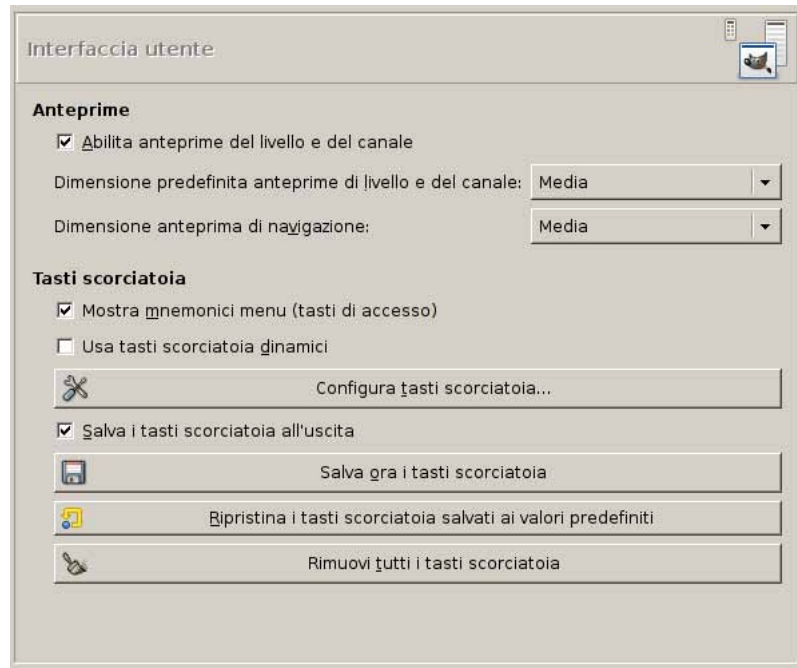 Interfaccia utente
Anteprime
Abilita anteprime del livello e del canale
Dimensione predefinita anteprime di livello e del canale: Media
Dimensione anteprima di navigazione: Media
Tasti scorciatoia
Mostra mnemonici menu (tasti di accesso)
Usa tasti scorciatoia dinamici
Configura tasti scorciatoia...
Salva i tasti scorciatoia all'uscita
Salva ora i tasti scorciatoia
Ripristina i tasti scorciatoia salvati ai valori predefiniti
Rimuovi tutti i tasti scorciatoia